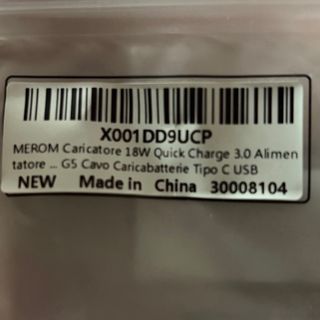 X001DD9UCP
MEROM Caricatore 18W Quick Charge 3.0 Alimen
tatore ... G5 Cavo Caricabatterie Tipo C USB
NEW Made in China 30008104